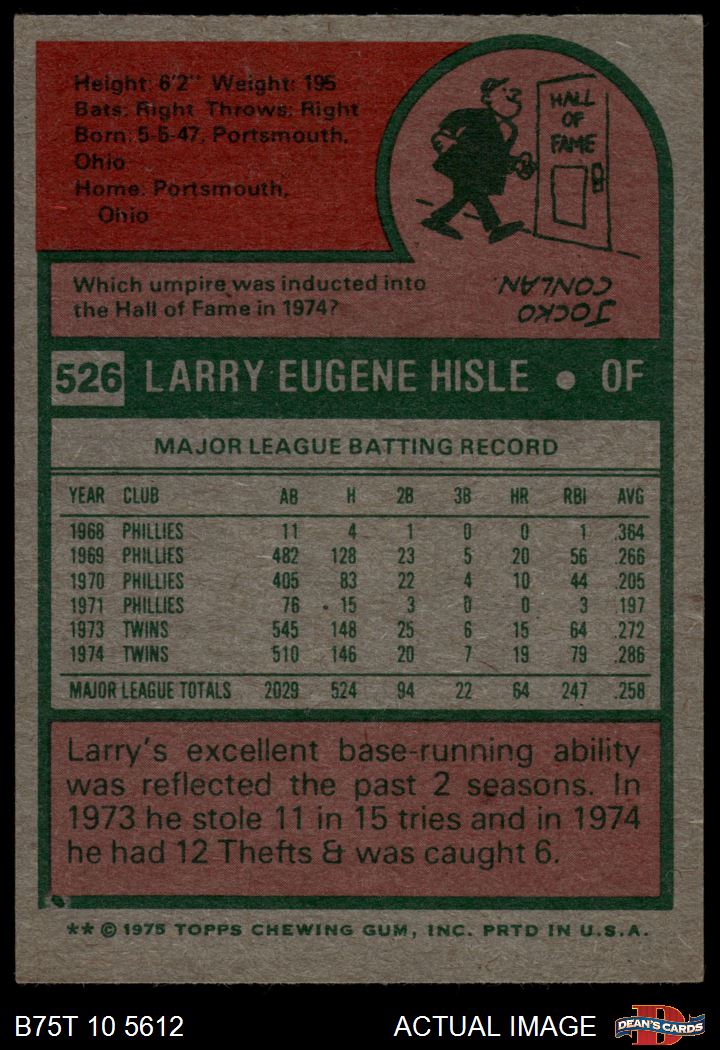 Height: 6'2" Weight: 195
Bats: Right Throws: Right
Born: 5-5-47, Portsmouth,
Ohio
Home: Portsmouth,
Ohio
HALL
OF
FAME
Which umpire was inducted into
the Hall of Fame in 1974?
JOCKO
CONLAN.
526 LARRY EUGENE HISLE • OF
MAJOR LEAGUE BATTING RECORD
YEAR CLUB AB H 2B 3B HR RBI AVG
1968 PHILLIES 11 4 1 0 0 1 .364
1969 PHILLIES 482 128 23 5 20 56 .266
1970 PHILLIES 405 83 22 4 10 44 .205
1971 PHILLIES 76 15 3 0 0 3 .197
1973 TWINS 545 148 25 6 15 64 .272
1974 TWINS 510 146 20 7 19 79 .286
MAJOR LEAGUE TOTALS 2029 524 94 22 64 247 .258
Larry's excellent base-running ability
was reflected the past 2 seasons. In
1973 he stole 11 in 15 tries and in 1974
he had 12 Thefts & was caught 6.
** © 1975 TOPPS CHEWING GUM, INC. PRTD IN U.S.A.
B75T 10 5612 ACTUAL IMAGE DEAN'S CARDS